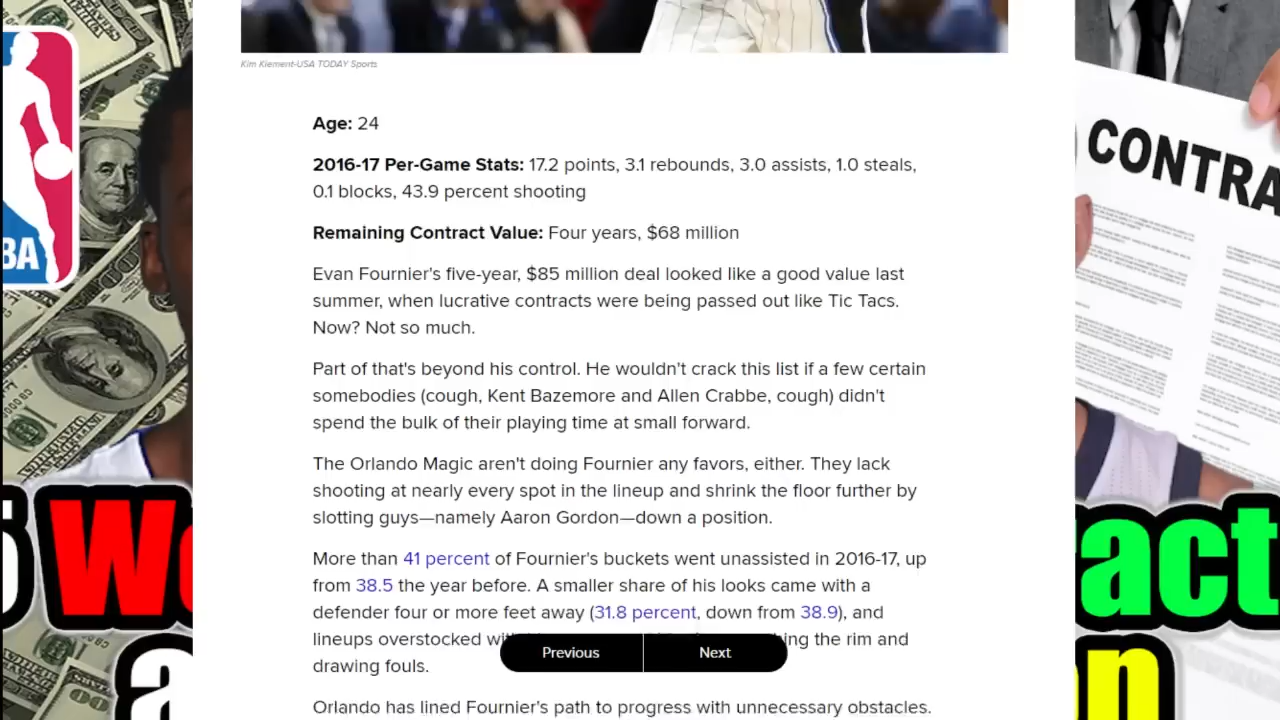 Kim Klement-USA TODAY Sports
Age: 24
2016-17 Per-Game Stats: 17.2 points, 3.1 rebounds, 3.0 assists, 1.0 steals,
0.1 blocks, 43.9 percent shooting
Remaining Contract Value: Four years, $68 million
Evan Fournier's five-year, $85 million deal looked like a good value last
summer, when lucrative contracts were being passed out like Tic Tacs.
Now? Not so much.
Part of that's beyond his control. He wouldn't crack this list if a few certain
somebodies (cough, Kent Bazemore and Allen Crabbe, cough) didn't
spend the bulk of their playing time at small forward.
The Orlando Magic aren't doing Fournier any favors, either. They lack
shooting at nearly every spot in the lineup and shrink the floor further by
slotting guys—namely Aaron Gordon—down a position.
More than 41 percent of Fournier's buckets went unassisted in 2016-17, up
from 38.5 the year before. A smaller share of his looks came with a
defender four or more feet away (31.8 percent, down from 38.9), and
lineups overstocked the rim and
drawing fouls.
Previous Next
Orlando has lined Fournier's path to progress with unnecessary obstacles.
BA
5 Wo
a
CONTRA
ract
n